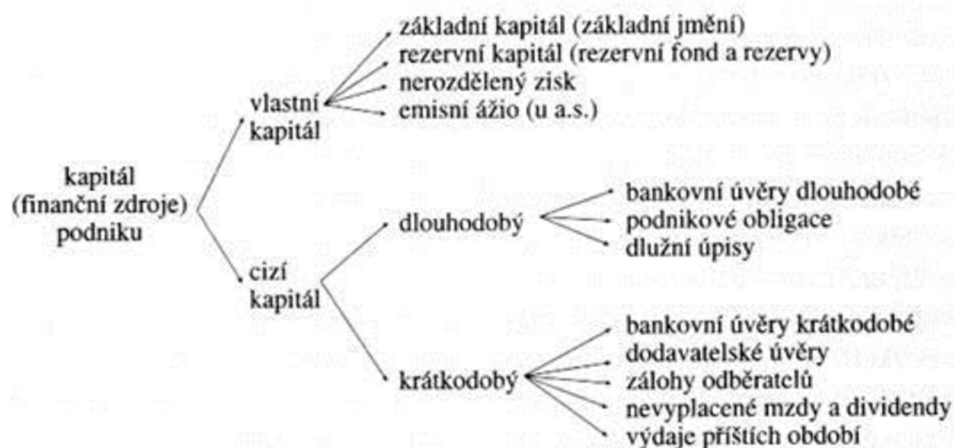 základní kapitál (základní jmění)
rezervní kapitál (rezervní fond a rezervy)
nerozdělený zisk
emisní ážio (u a.s.)
vlastní
kapitál
kapitál
(finanční zdroje)
podniku
cizí
kapitál
dlouhodobý
bankovní úvěry dlouhodobé
podnikové obligace
dlužní úpisy
krátkodobý
bankovní úvěry krátkodobé
dodavatelské úvěry
zálohy odběratelů
nevyplacené mzdy a dividendy
výdaje příštích období